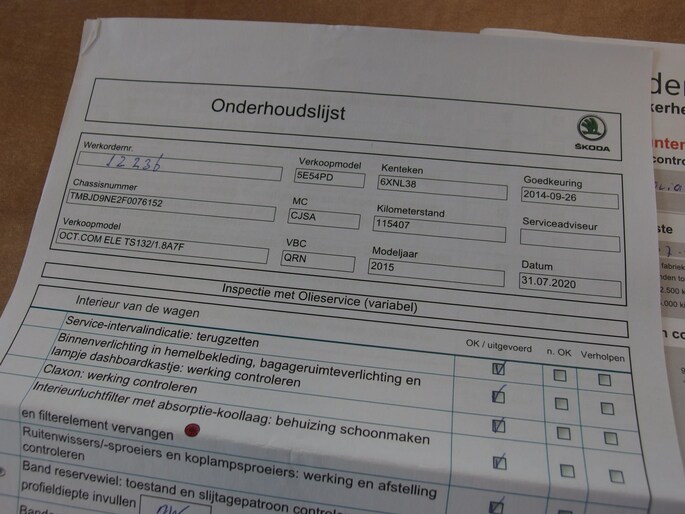 Onderhoudslijst
ŠKODA
Werkordernr. Verkoopmodel Kenteken Goedkeuring
12236 5E54PD 6XNL38 2014-09-26
Chassisnummer MC Kilometerstand Serviceadviseur
TMBJD9NE2F0076152 CJSA 115407
Verkoopmodel VBC Modeljaar Datum
OCT.COM ELE TS132/1.8A7F QRN 2015 31.07.2020
Inspectie met Olieservice (variabel)
Interieur van de wagen OK / uitgevoerd n. OK Verholpen
Service-intervalindicatie: terugzetten
Binnenverlichting in hemelbekleding, bagageruimteverlichting en
lampje dashboardkastje: werking controleren
Claxon: werking controleren
Interieurluchtfilter met absorptie-koollaag: behuizing schoonmaken
en filterelement vervangen
Ruitenwissers/-sproeiers en koplampsproeiers: werking en afstelling
controleren
Band reservewiel: toestand en slijtagepatroon
profieldiepte invullen